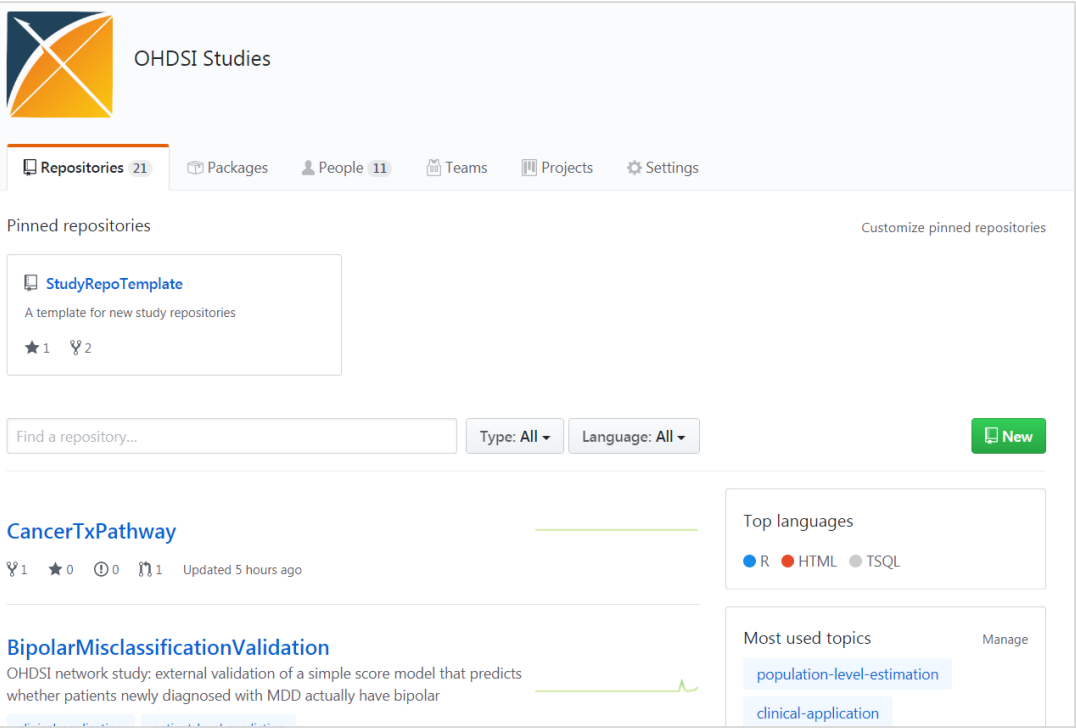 OHDSI Studies
Repositories 21
Packages
People 11
Teams
Projects
Settings
Pinned repositories
Customize pinned repositories
StudyRepoTemplate
A template for new study repositories
1 2
Find a repository...
Type: All
Language: All
New
CancerTxPathway
1 0 0 1 Updated 5 hours ago
Top languages
R HTML TSQL
BipolarMisclassificationValidation
OHDSI network study: external validation of a simple score model that predicts
whether patients newly diagnosed with MDD actually have bipolar
Most used topics
Manage
population-level-estimation
clinical-application